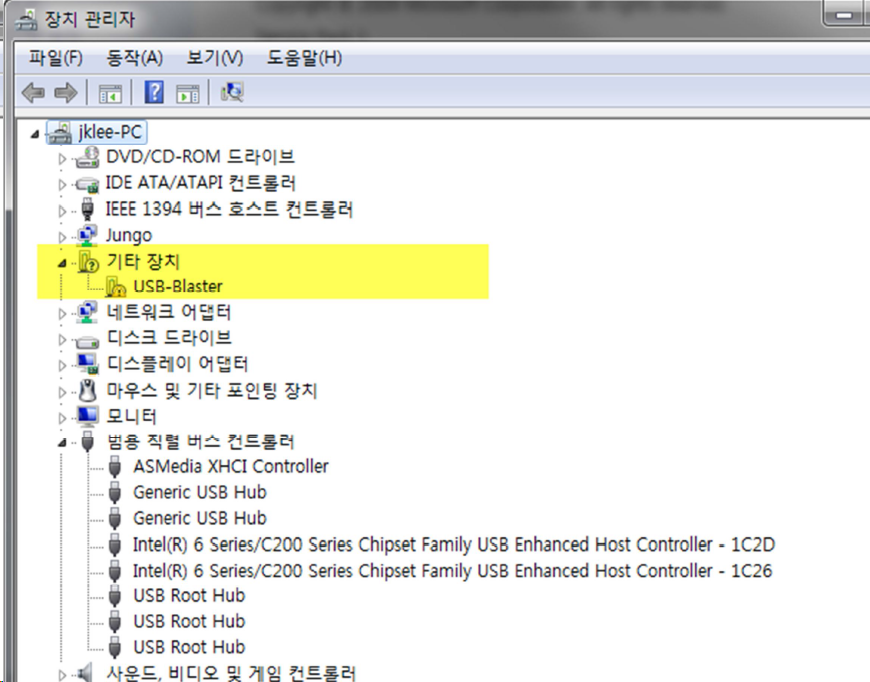 장치 관리자
파일(F) 동작(A) 보기(V) 도움말(H)
jklee-PC
DVD/CD-ROM 드라이브
IDE ATA/ATAPI 컨트롤러
IEEE 1394 버스 호스트 컨트롤러
Jungo
기타 장치
USB-Blaster
네트워크 어댑터
디스크 드라이브
디스플레이 어댑터
마우스 및 기타 포인팅 장치
모니터
범용 직렬 버스 컨트롤러
ASMedia XHCI Controller
Generic USB Hub
Generic USB Hub
Intel(R) 6 Series/C200 Series Chipset Family USB Enhanced Host Controller - 1C2D
Intel(R) 6 Series/C200 Series Chipset Family USB Enhanced Host Controller - 1C26
USB Root Hub
USB Root Hub
USB Root Hub
사운드, 비디오 및 게임 컨트롤러